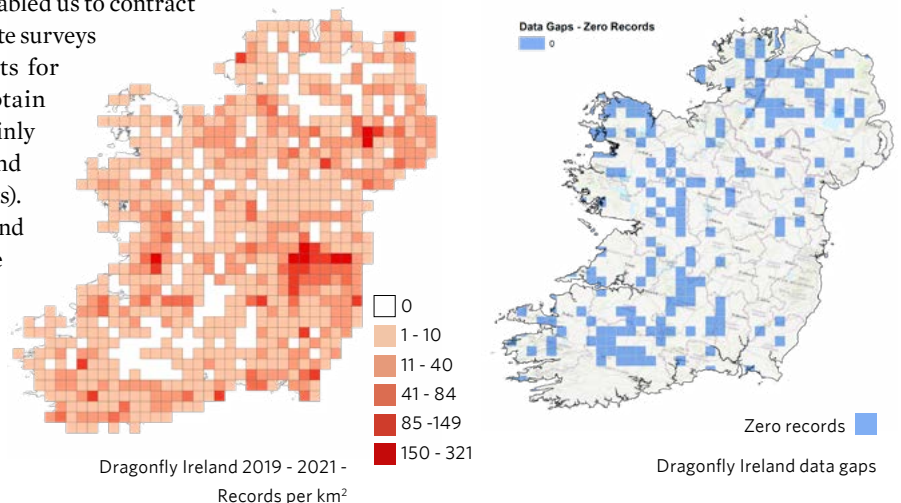 abled us to contract
te surveys
ts for
otain
inly
nd
s).
nd
e
0
1 - 10
11 - 40
41 - 84
85 -149
150 - 321
Dragonfly Ireland 2019 - 2021 -
Records per km²
Data Gaps - Zero Records
0
Zero records
Dragonfly Ireland data gaps